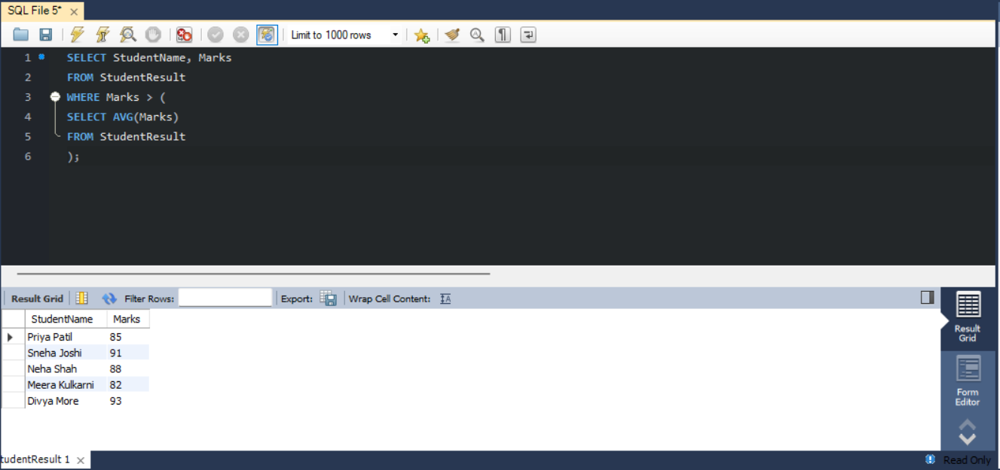 SQL File 5*
Limit to 1000 rows
1 SELECT StudentName, Marks
2 FROM StudentResult
3 WHERE Marks > (
4 SELECT AVG(Marks)
5 FROM StudentResult
6 );
Result Grid Filter Rows: Export: Wrap Cell Content:
StudentName Marks
Priya Patil 85
Sneha Joshi 91
Neha Shah 88
Meera Kulkarni 82
Divya More 93
Result
Grid
Form
Editor
tudentResult 1
Read Only